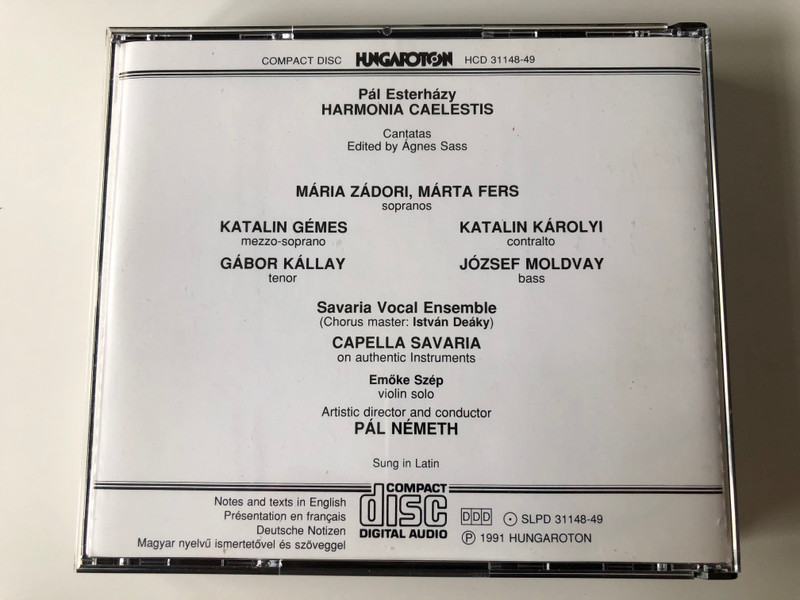 COMPACT DISC HUNGAROTON HCD 31148-49
Pál Esterházy
HARMONIA CAELESTIS
Cantatas
Edited by Ágnes Sass
MÁRIA ZÁDORI, MÁRTA FERS
sopranos
KATALIN GÉMES
mezzo-soprano
KATALIN KÁROLYI
contralto
GÁBOR KÁLLAY
tenor
JÓZSEF MOLDVAY
bass
Savaria Vocal Ensemble
(Chorus master: István Deáky)
CAPELLA SAVARIA
on authentic Instruments
Emőke Szép
violin solo
Artistic director and conductor
PÁL NÉMETH
Sung in Latin
Notes and texts in English
Présentation en français
Deutsche Notizen
Magyar nyelvű ismertetővel és szöveggel
COMPACT
disc
DIGITAL AUDIO
DDD SLPD 31148-49
Ⓟ 1991 HUNGAROTON